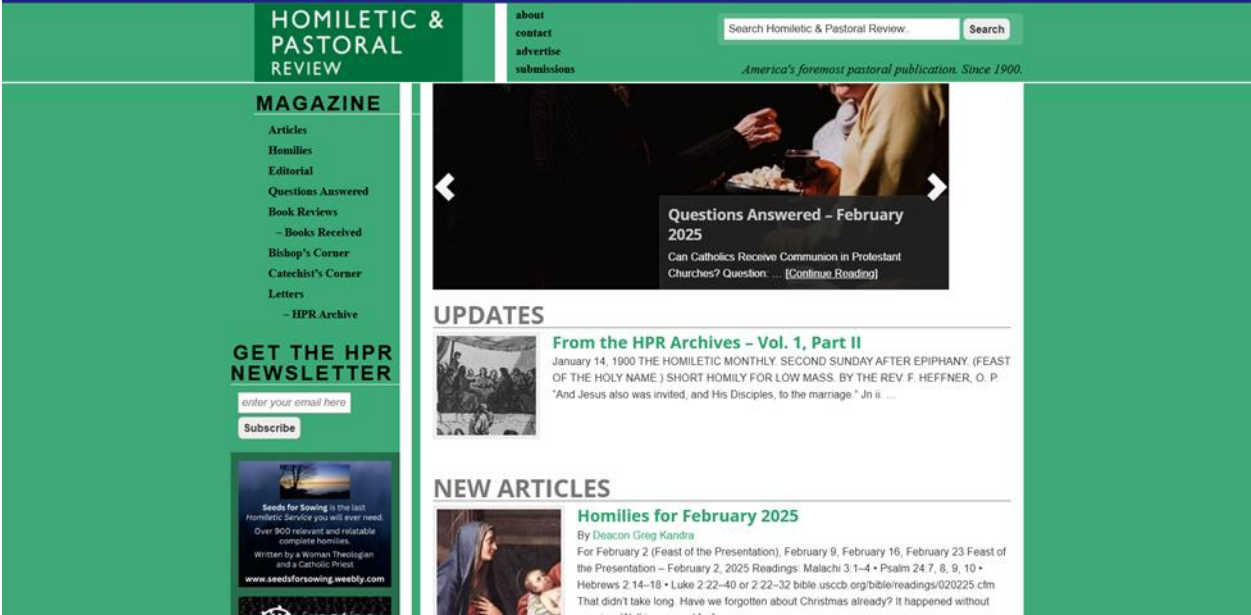 HOMILETIC &
PASTORAL
REVIEW
about
contact
advertise
submissions
Search Homiletic & Pastoral Review..
Search
America's foremost pastoral publication. Since 1900.
MAGAZINE
Articles
Homilies
Editorial
Questions Answered
Book Reviews
– Books Received
Bishop's Corner
Catechist's Corner
Letters
– HPR Archive
GET THE HPR
NEWSLETTER
enter your email here
Subscribe
Seeds for Sowing is the last
Homiletic Service you will ever need.
Over 900 relevant and relatable
complete homilies.
Written by a Woman Theologian
and a Catholic Priest
www.seedsforsowing.weebly.com
Questions Answered – February
2025
Can Catholics Receive Communion in Protestant
Churches? Question: … [Continue Reading]
UPDATES
From the HPR Archives – Vol. 1, Part II
January 14, 1900 THE HOMILETIC MONTHLY. SECOND SUNDAY AFTER EPIPHANY. (FEAST
OF THE HOLY NAME.) SHORT HOMILY FOR LOW MASS. BY THE REV. F. HEFFNER, O. P.
"And Jesus also was invited, and His Disciples, to the marriage." Jn ii. …
NEW ARTICLES
Homilies for February 2025
By Deacon Greg Kandra
For February 2 (Feast of the Presentation), February 9, February 16, February 23 Feast of
the Presentation – February 2, 2025 Readings: Malachi 3:1–4 • Psalm 24:7, 8, 9, 10 •
Hebrews 2:14–18 • Luke 2:22–40 or 2:22–32 bible.usccb.org/bible/readings/020225.cfm
That didn't take long. Have we forgotten about Christmas already? It happened without